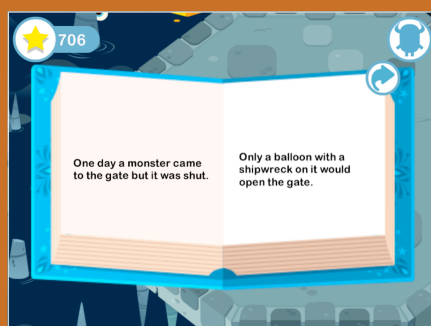 706
One day a monster came
to the gate but it was shut.
Only a balloon with a
shipwreck on it would
open the gate.